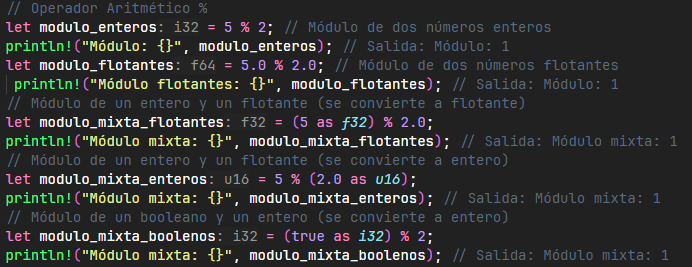 // Operador Aritmético %
let modulo_enteros: i32 = 5 % 2; // Módulo de dos números enteros
println!("Módulo: {}", modulo_enteros); // Salida: Módulo: 1
let modulo_flotantes: f64 = 5.0 % 2.0; // Módulo de dos números flotantes
println!("Módulo flotantes: {}", modulo_flotantes); // Salida: Módulo: 1
// Módulo de un entero y un flotante (se convierte a flotante)
let modulo_mixta_flotantes: f32 = (5 as f32) % 2.0;
println!("Módulo mixta: {}", modulo_mixta_flotantes); // Salida: Módulo mixta: 1
// Módulo de un entero y un flotante (se convierte a entero)
let modulo_mixta_enteros: u16 = 5 % (2.0 as u16);
println!("Módulo mixta: {}", modulo_mixta_enteros); // Salida: Módulo mixta: 1
// Módulo de un booleano y un entero (se convierte a entero)
let modulo_mixta_boolenos: i32 = (true as i32) % 2;
println!("Módulo mixta: {}", modulo_mixta_boolenos); // Salida: Módulo mixta: 1